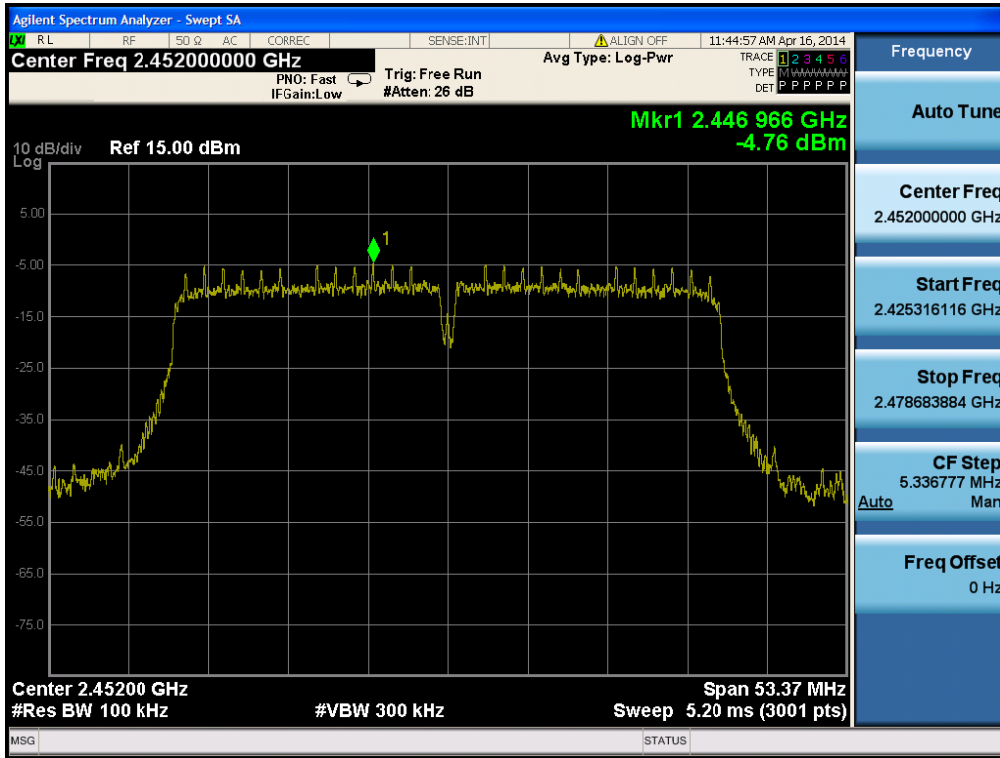 Agilent Spectrum Analyzer - Swept SA
LXI RL RF 50 Ω AC CORREC SENSE:INT ALIGN OFF 11:44:57 AM Apr 16, 2014
Center Freq 2.452000000 GHz
PNO: Fast
IFGain:Low
Trig: Free Run
#Atten: 26 dB
Avg Type: Log-Pwr
TRACE 1 2 3 4 5 6
TYPE M
DET P P P P P P
Mkr1 2.446 966 GHz
-4.76 dBm
10 dB/div Ref 15.00 dBm
Log
1
5.00
-5.00
-15.0
-25.0
-35.0
-45.0
-55.0
-65.0
-75.0
Center 2.45200 GHz Span 53.37 MHz
#Res BW 100 kHz #VBW 300 kHz Sweep 5.20 ms (3001 pts)
MSG STATUS
Frequency
Auto Tune
Center Freq
2.452000000 GHz
Start Freq
2.425316116 GHz
Stop Freq
2.478683884 GHz
CF Step
5.336777 MHz
Auto Man
Freq Offset
0 Hz